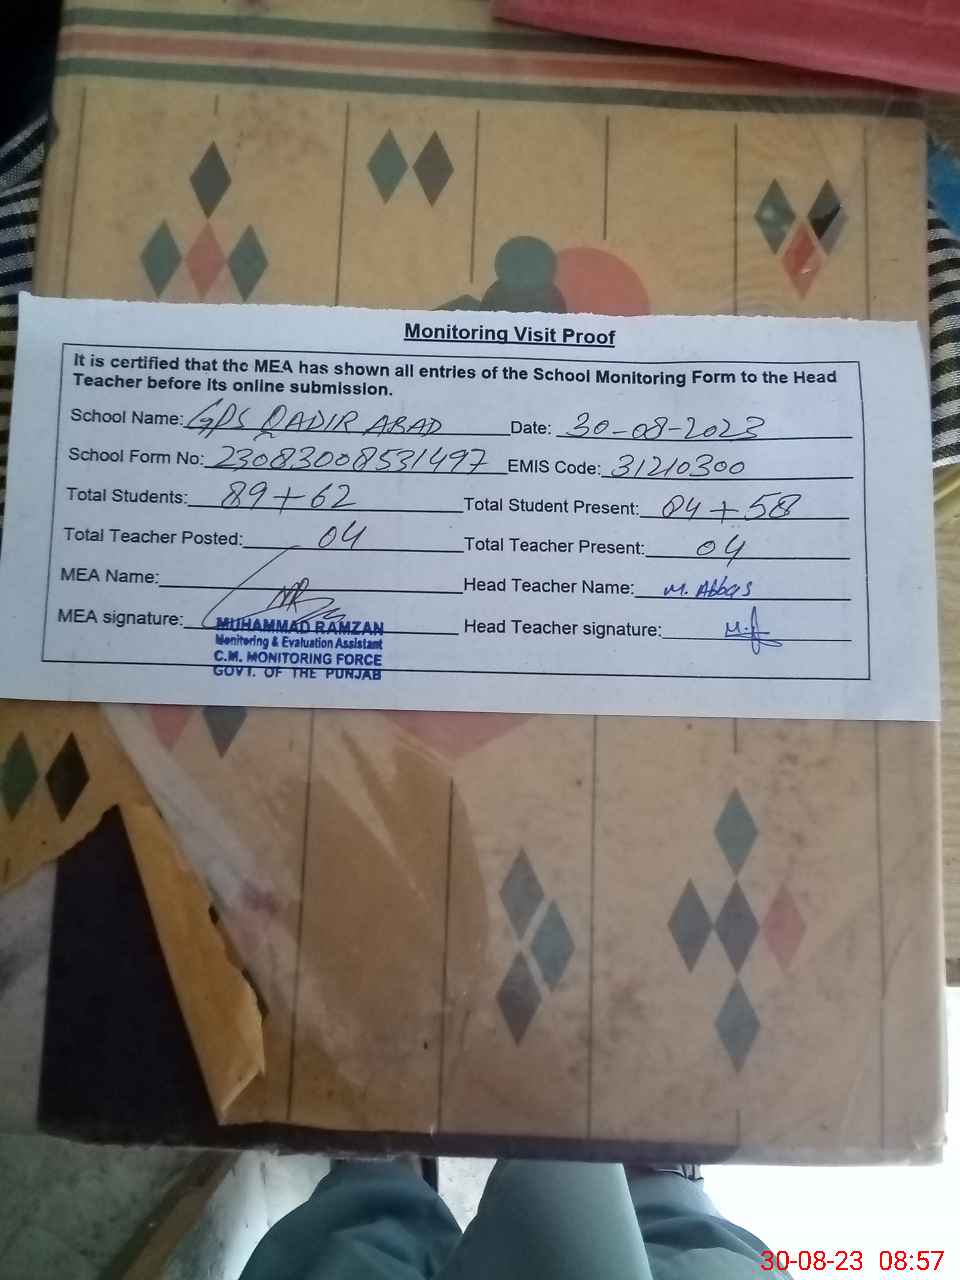 Monitoring Visit Proof
It is certified that the MEA has shown all entries of the School Monitoring Form to the Head
Teacher before its online submission.
School Name: GPS QADIR ABAD Date: 30-08-2023
School Form No: 23083008531497 EMIS Code: 31210300
Total Students: 89+62 Total Student Present: 84+58
Total Teacher Posted: 04 Total Teacher Present: 04
MEA Name: Head Teacher Name: M. Abbas
MEA signature: Head Teacher signature:
MUHAMMAD RAMZAN
Monitoring & Evaluation Assistant
C.M. MONITORING FORCE
GOVT. OF THE PUNJAB
30-08-23 08:57